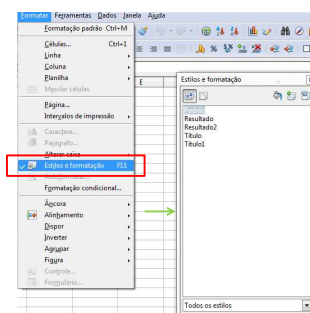 Formatar Ferramentas Dados Janela Ajuda
Formatação padrão Ctrl+M
Células... Ctrl+1
Linha
Coluna
Planilha
Mesclar células
Página...
Intervalos de impressão
Caractere...
Parágrafo...
Alterar caixa
Estilos e formatação F11
AutoFormatar...
Formatação condicional...
Âncora
Alinhamento
Dispor
Inverter
Agrupar
Figura
Controle...
Formulário...
E
Estilos e formatação
Padrão
Resultado
Resultado2
Título
Título1
Todos os estilos